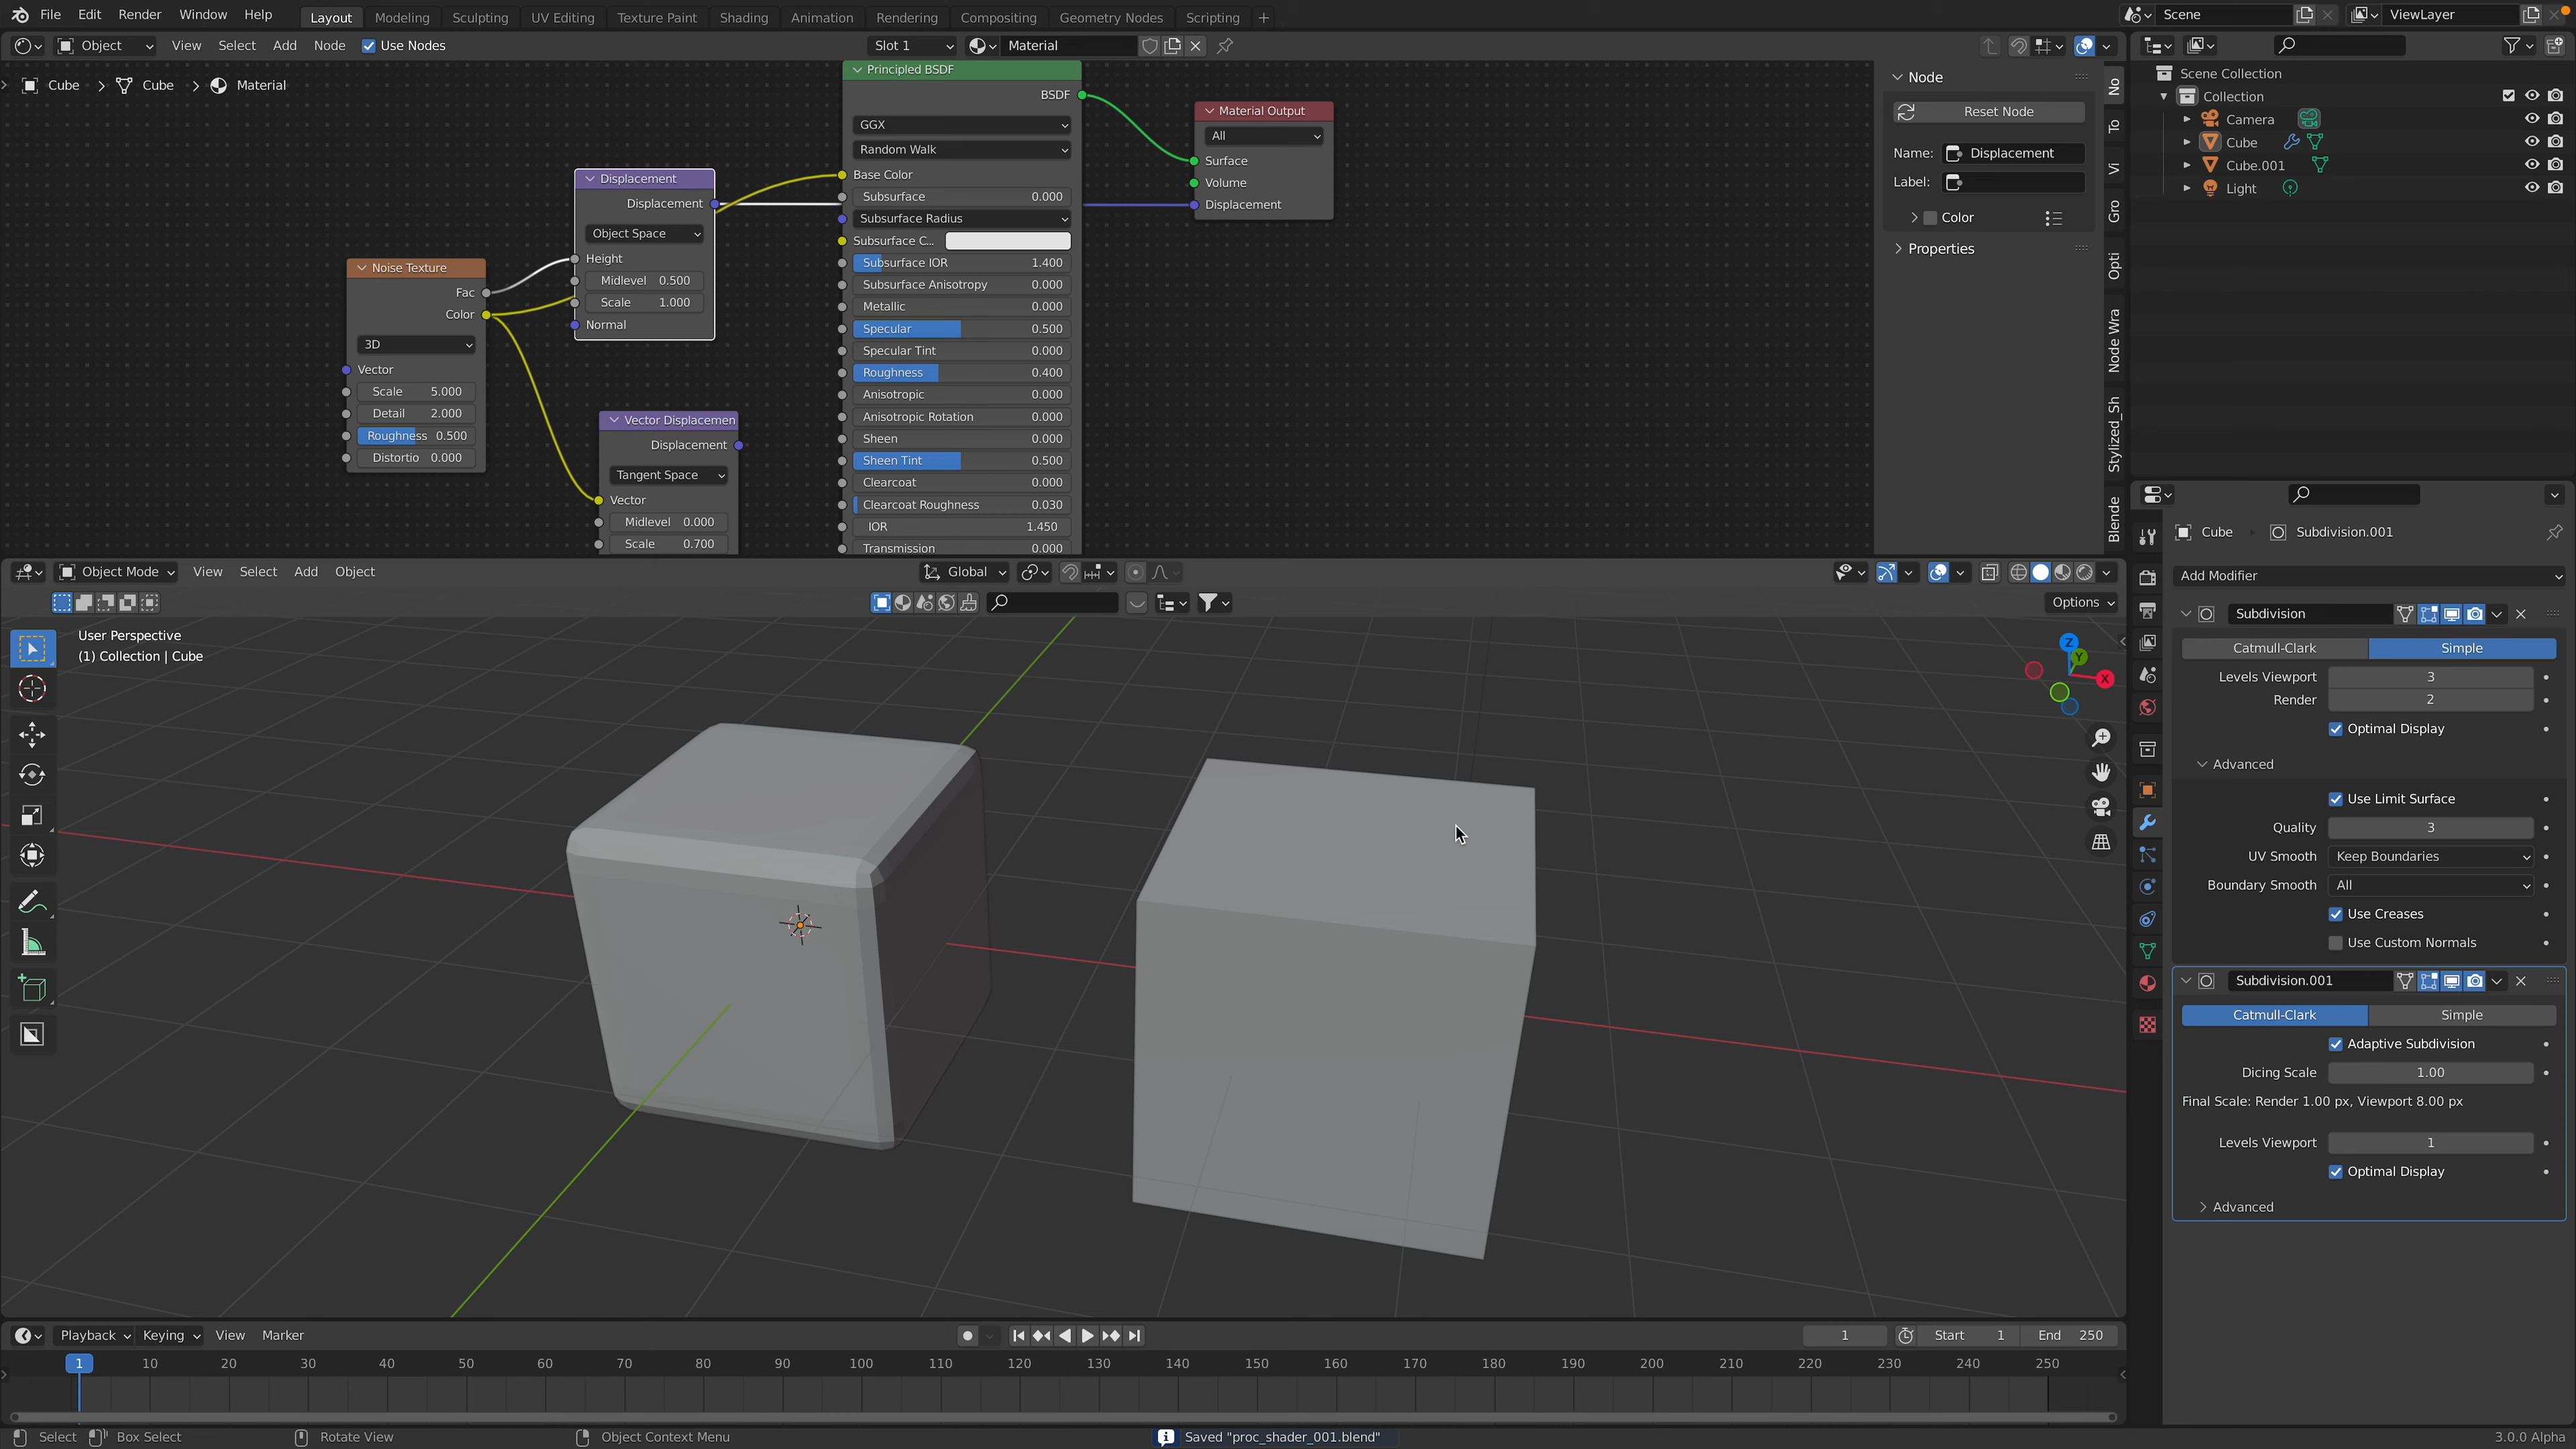 File Edit Render Window Help Layout Modeling Sculpting UV Editing Texture Paint Shading Animation Rendering Compositing Geometry Nodes Scripting + Scene ViewLayer
Object View Select Add Node Use Nodes Slot 1 Material
Cube > Cube > Material
Principled BSDF
BSDF
GGX
Random Walk
Base Color
Subsurface 0.000
Subsurface Radius
Subsurface C...
Subsurface IOR 1.400
Subsurface Anisotropy 0.000
Metallic 0.000
Specular 0.500
Specular Tint 0.000
Roughness 0.400
Anisotropic 0.000
Anisotropic Rotation 0.000
Sheen 0.000
Sheen Tint 0.500
Clearcoat 0.000
Clearcoat Roughness 0.030
IOR 1.450
Transmission 0.000
Material Output
All
Surface
Volume
Displacement
Displacement
Displacement
Object Space
Height
Midlevel 0.500
Scale 1.000
Normal
Noise Texture
Fac
Color
3D
Vector
Scale 5.000
Detail 2.000
Roughness 0.500
Distortio 0.000
Vector Displacemen
Displacement
Tangent Space
Vector
Midlevel 0.000
Scale 0.700
Node
Reset Node
Name: Displacement
Label:
Color
Properties
No
To
Vi
Gro
Opti
Node Wra
Stylized_Sh
Blende
Scene Collection
Collection
Camera
Cube
Cube.001
Light
Cube Subdivision.001
Add Modifier
Subdivision
Catmull-Clark Simple
Levels Viewport 3
Render 2
Optimal Display
Advanced
Use Limit Surface
Quality 3
UV Smooth Keep Boundaries
Boundary Smooth All
Use Creases
Use Custom Normals
Subdivision.001
Catmull-Clark Simple
Adaptive Subdivision
Dicing Scale 1.00
Final Scale: Render 1.00 px, Viewport 8.00 px
Levels Viewport 1
Optimal Display
Advanced
Object Mode View Select Add Object Global
Options
User Perspective
(1) Collection | Cube
Z
Y
X
Playback Keying View Marker 1 Start 1 End 250
1 10 20 30 40 50 60 70 80 90 100 110 120 130 140 150 160 170 180 190 200 210 220 230 240 250
Select Box Select Rotate View Object Context Menu Saved "proc_shader_001.blend" 3.0.0 Alpha